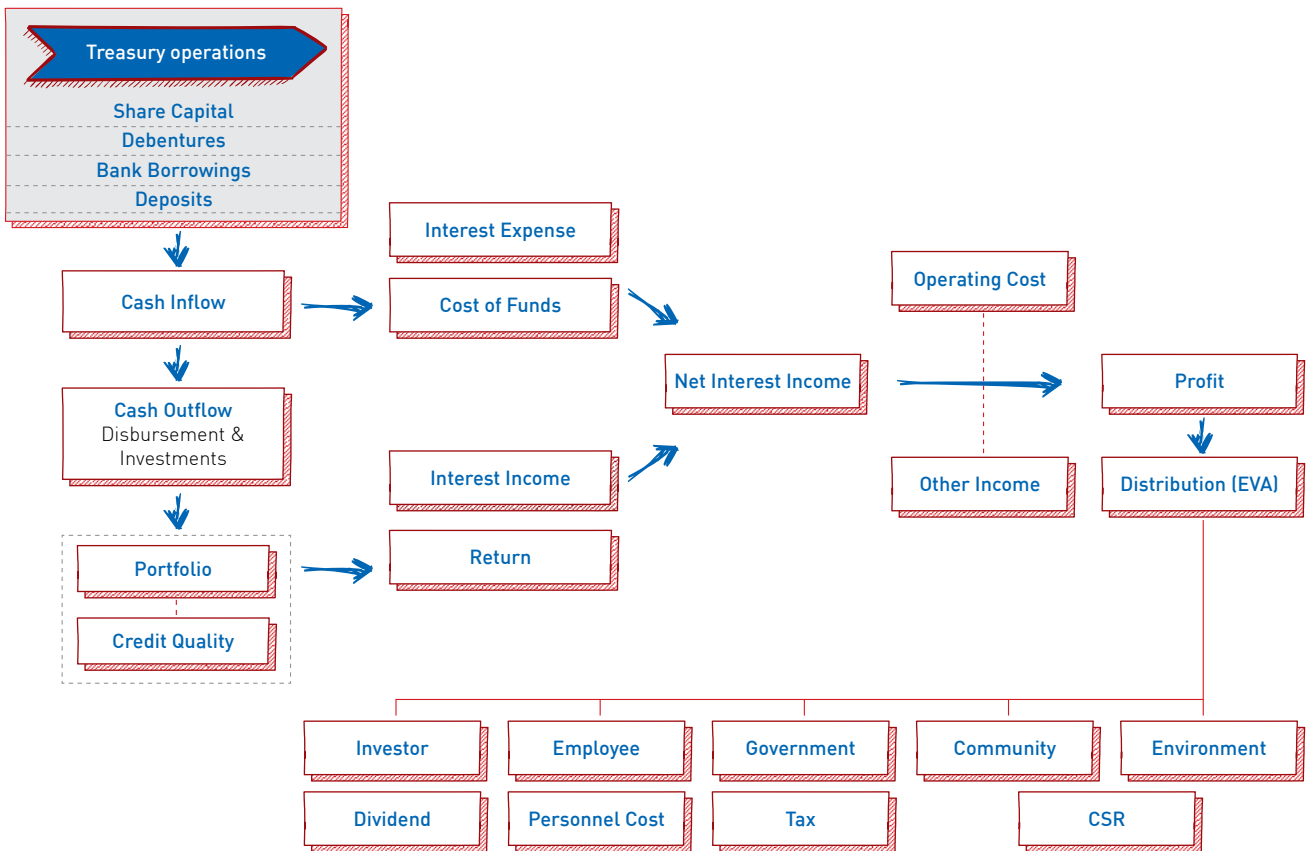 Treasury operations
Share Capital
Debentures
Bank Borrowings
Deposits
Cash Inflow
Cash Outflow
Disbursement &
Investments
Portfolio
Credit Quality
Interest Expense
Cost of Funds
Interest Income
Return
Net Interest Income
Operating Cost
Other Income
Profit
Distribution (EVA)
Investor
Employee
Government
Community
Environment
Dividend
Personnel Cost
Tax
CSR